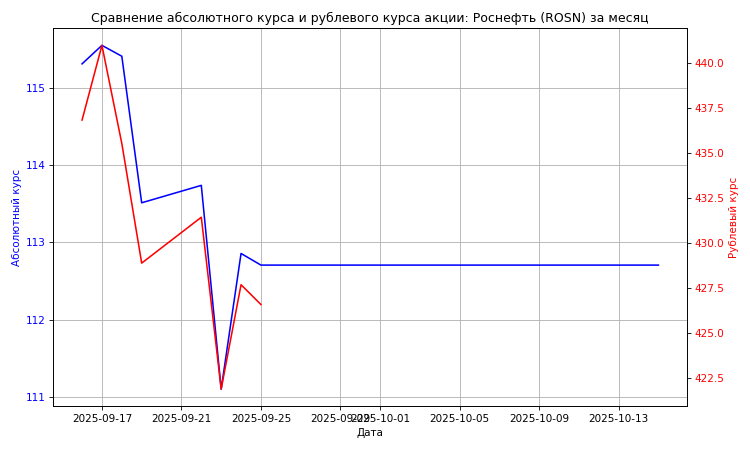 Сравнение абсолютного курса и рублевого курса акции: Роснефть (ROSN) за месяц
Абсолютный курс
115
114
113
112
111
440.0
437.5
435.0
432.5
430.0
427.5
425.0
422.5
Рублевый курс
2025-09-17 2025-09-21 2025-09-25 2025-09-29 2025-10-01 2025-10-05 2025-10-09 2025-10-13
Дата